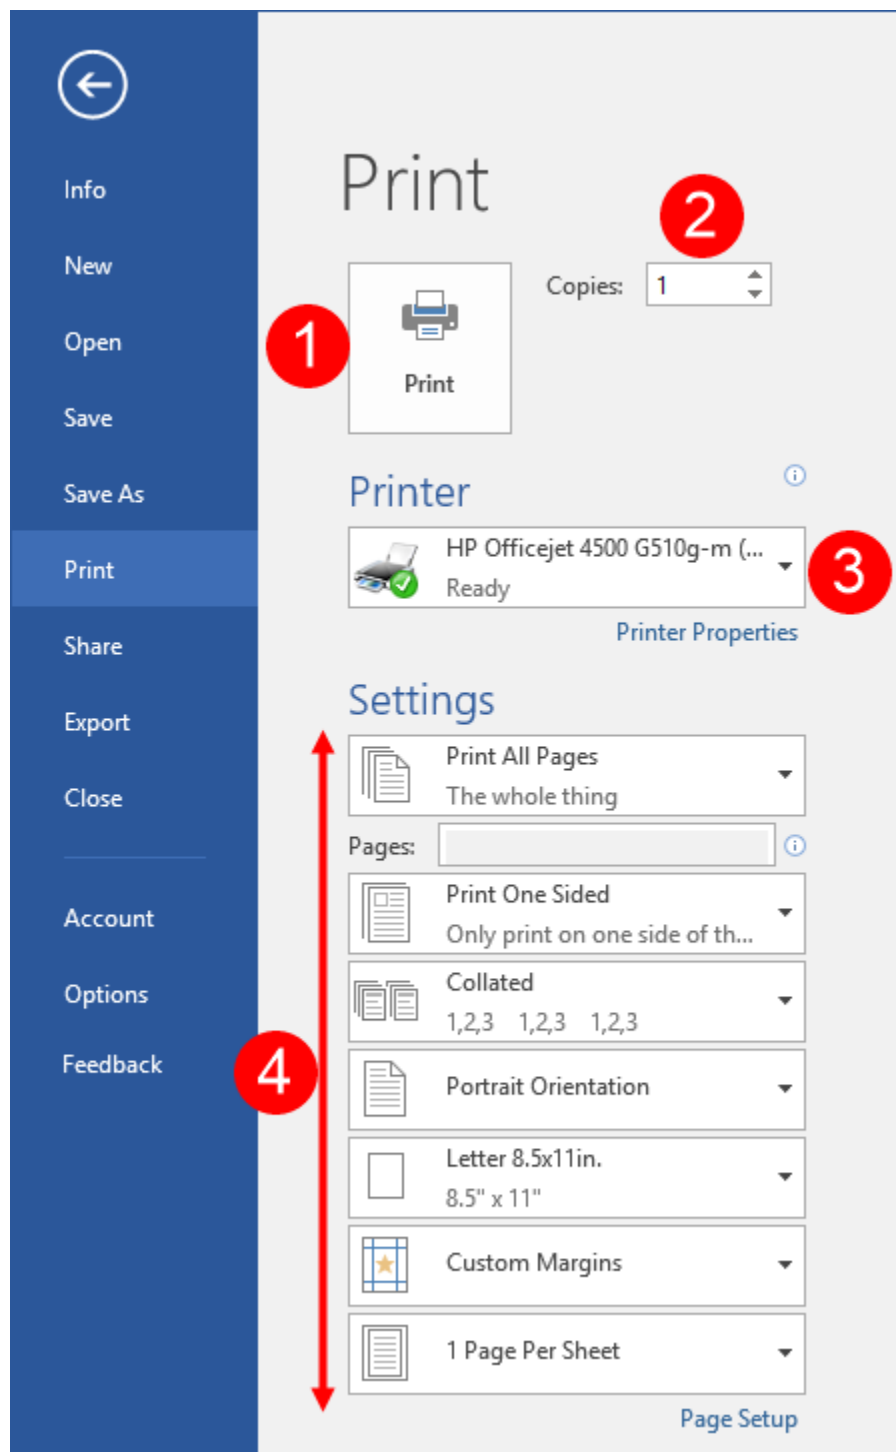 Info
New
Open
Save
Save As
Print
Share
Export
Close
Account
Options
Feedback
Print
2
Copies: 1
1
Print
Printer
HP Officejet 4500 G510g-m (...
Ready
3
Printer Properties
Settings
Print All Pages
The whole thing
Pages:
Print One Sided
Only print on one side of th...
Collated
1,2,3 1,2,3 1,2,3
4
Portrait Orientation
Letter 8.5x11in.
8.5" x 11"
Custom Margins
1 Page Per Sheet
Page Setup